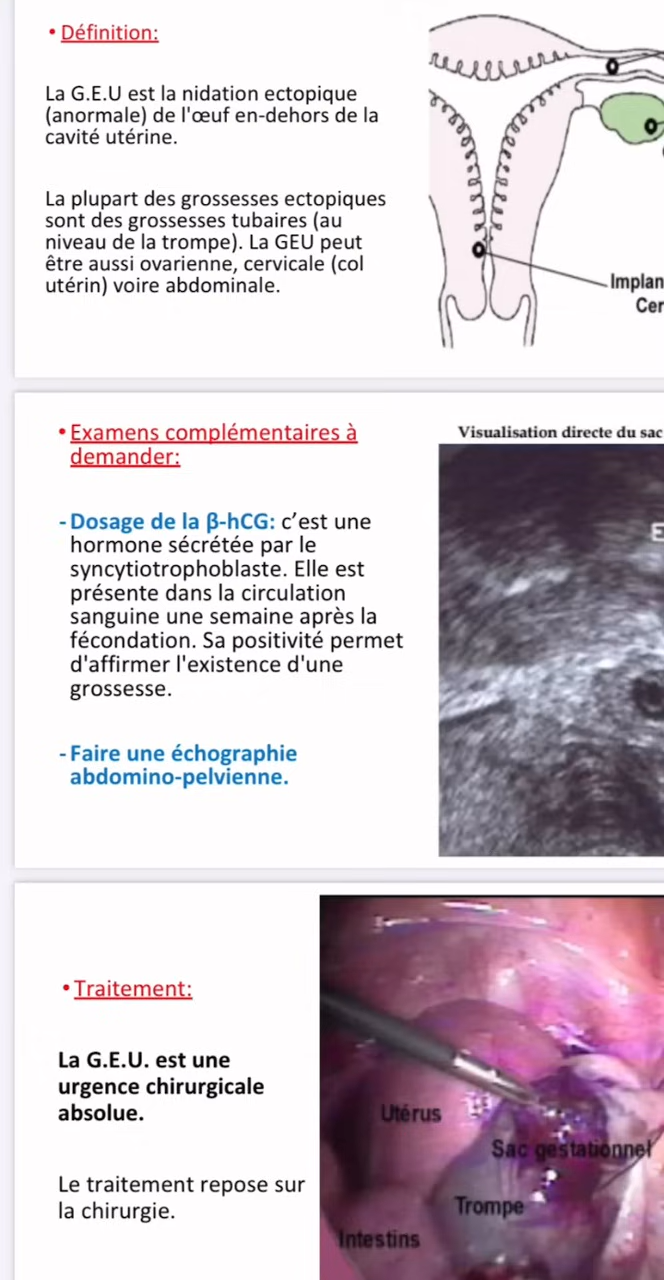 • Définition:
La G.E.U est la nidation ectopique
(anormale) de l'œuf en-dehors de la
cavité utérine.
La plupart des grossesses ectopiques
sont des grossesses tubaires (au
niveau de la trompe). La GEU peut
être aussi ovarienne, cervicale (col
utérin) voire abdominale.
Implan
Cer
• Examens complémentaires à
demander:
- Dosage de la β-hCG: c’est une
hormone sécrétée par le
syncytiotrophoblaste. Elle est
présente dans la circulation
sanguine une semaine après la
fécondation. Sa positivité permet
d'affirmer l'existence d'une
grossesse.
- Faire une échographie
abdomino-pelvienne.
Visualisation directe du sac
E
• Traitement:
La G.E.U. est une
urgence chirurgicale
absolue.
Le traitement repose sur
la chirurgie.
Utérus
Sac gestationnel
Trompe
Intestins